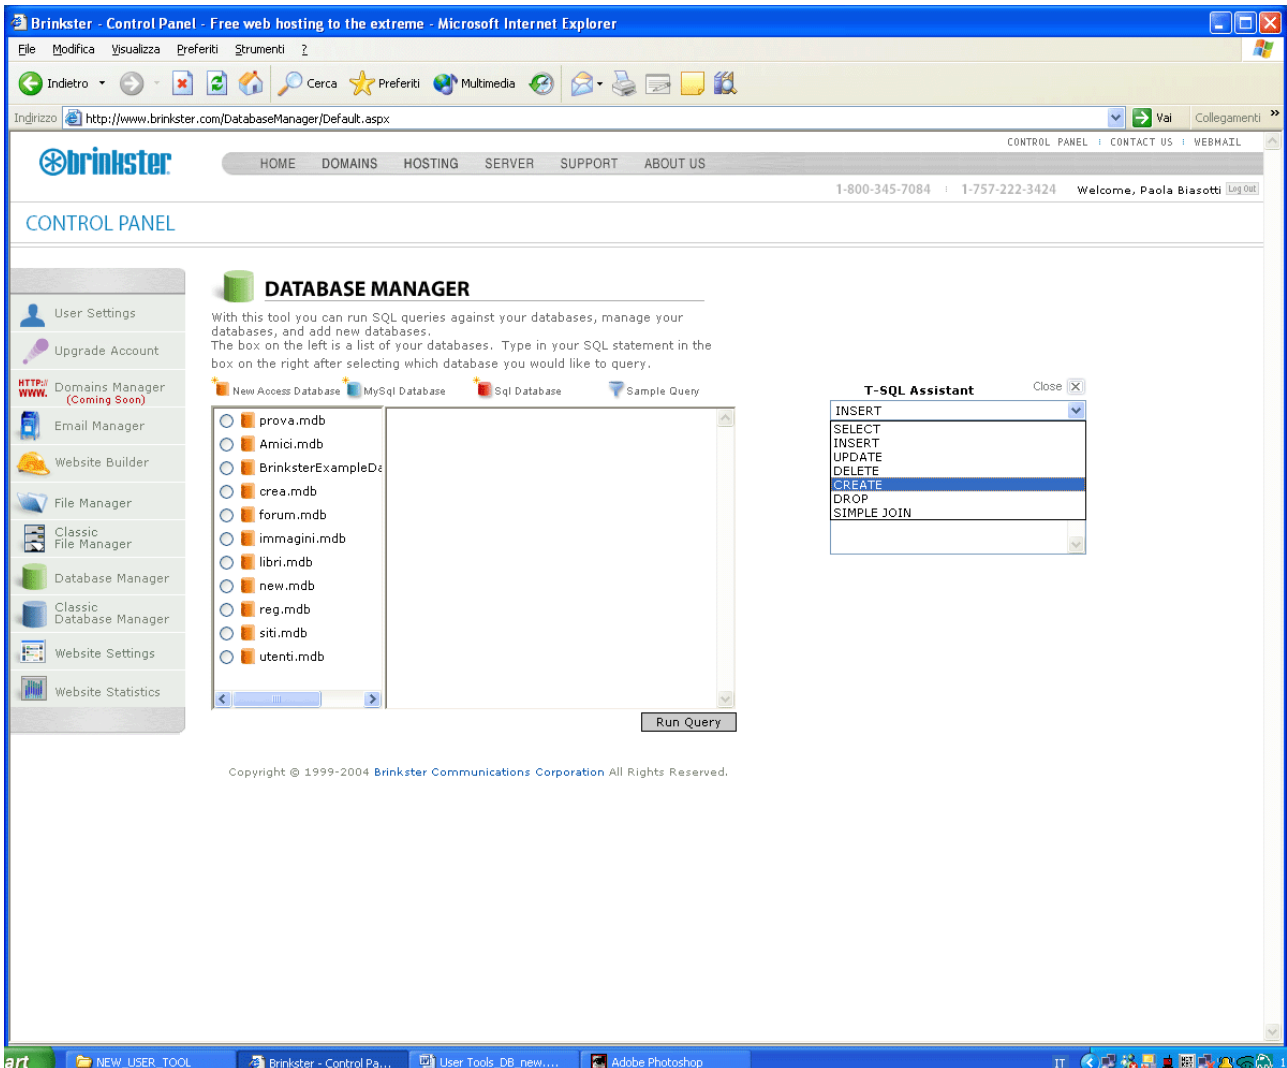 Brinkster - Control Panel - Free web hosting to the extreme - Microsoft Internet Explorer
File Modifica Visualizza Preferiti Strumenti ?
Indietro Cerca Preferiti Multimedia
Indirizzo http://www.brinkster.com/DatabaseManager/Default.aspx Vai Collegamenti »
CONTROL PANEL CONTACT US WEBMAIL
brinkster
HOME DOMAINS HOSTING SERVER SUPPORT ABOUT US
1-800-345-7084 1-757-222-3424 Welcome, Paola Biasotti Log Out
CONTROL PANEL
DATABASE MANAGER
With this tool you can run SQL queries against your databases, manage your
databases, and add new databases.
The box on the left is a list of your databases. Type in your SQL statement in the
box on the right after selecting which database you would like to query.
User Settings
Upgrade Account
HTTP://
WWW.
Domains Manager
(Coming Soon)
Email Manager
Website Builder
File Manager
Classic
File Manager
Database Manager
Classic
Database Manager
Website Settings
Website Statistics
New Access Database MySql Database Sql Database Sample Query
prova.mdb
Amici.mdb
BrinksterExampleDa
crea.mdb
forum.mdb
immagini.mdb
libri.mdb
new.mdb
reg.mdb
siti.mdb
utenti.mdb
Run Query
T-SQL Assistant Close X
INSERT
SELECT
INSERT
UPDATE
DELETE
CREATE
DROP
SIMPLE JOIN
Copyright © 1999-2004 Brinkster Communications Corporation All Rights Reserved.
art NEW_USER_TOOL Brinkster - Control Pa... User Tools_DB_new.... Adobe Photoshop IT 1